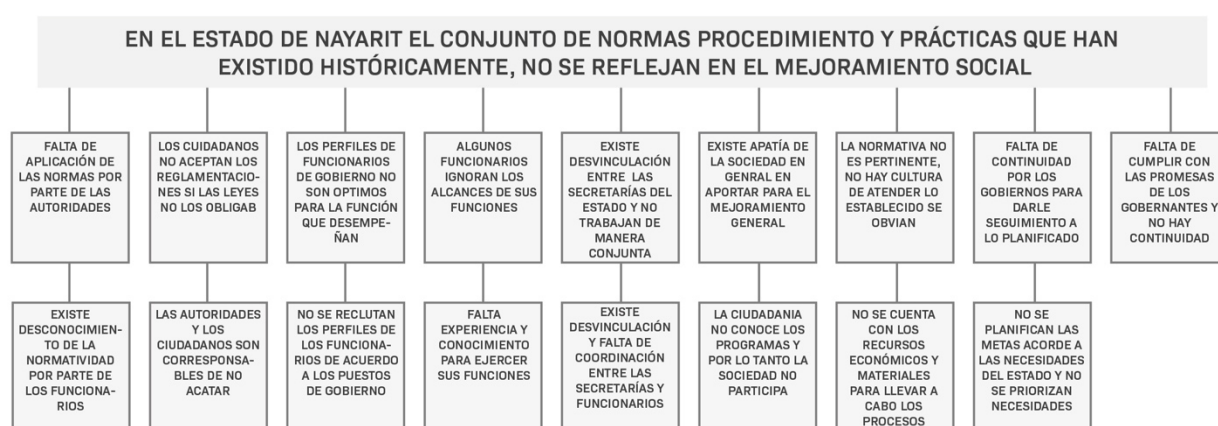 EN EL ESTADO DE NAYARIT EL CONJUNTO DE NORMAS PROCEDIMIENTO Y PRÁCTICAS QUE HAN
EXISTIDO HISTÓRICAMENTE, NO SE REFLEJAN EN EL MEJORAMIENTO SOCIAL
FALTA DE
APLICACIÓN DE
LAS NORMAS POR
PARTE DE LAS
AUTORIDADES
LOS CUIDADANOS
NO ACEPTAN LOS
REGLAMENTACIO-
NES SI LAS LEYES
NO LOS OBLIGAB
LOS PERFILES DE
FUNCIONARIOS
DE GOBIERNO NO
SON OPTIMOS
PARA LA FUNCIÓN
QUE DESEMPE-
ÑAN
ALGUNOS
FUNCIONARIOS
IGNORAN LOS
ALCANCES DE SUS
FUNCIONES
EXISTE
DESVINCULACIÓN
ENTRE LAS
SECRETARÍAS DEL
ESTADO Y NO
TRABAJAN DE
MANERA
CONJUNTA
EXISTE APATÍA DE
LA SOCIEDAD EN
GENRAL EN
APORTAR PARA EL
MEJORAMIENTO
GENERAL
LA NORMATIVA NO
ES PERTINENTE,
NO HAY CULTURA
DE ATENDER LO
ESTABLECIDO SE
OBVIAN
FALTA DE
CONTINUIDAD
POR LOS
GOBIERNOS PARA
DARLE
SEGUIMIENTO A
LO PLANIFICADO
FALTA DE
CUMPLIR CON
LAS PROMESAS
DE LOS
GOBERNANTES Y
NO HAY
CONTINUIDAD
EXISTE
DESCONOCIMIEN-
TO DE LA
NORMATIVIDAD
POR PARTE DE
LOS FUNCIONA-
RIOS
LAS AUTORIDADES
Y LOS
CIUDADANOS SON
CORRESPONSA-
BLES DE NO
ACATAR
NO SE RECLUTAN
LOS PERFILES DE
LOS FUNCIONA-
RIOS DE ACUERDO
A LOS PUESTOS
DE GOBIERNO
FALTA
EXPERIENCIA Y
CONOCIMIENTO
PARA EJERCER
SUS FUNCIONES
EXISTE
DESVINCULACIÓN
Y FALTA DE
COORDINACIÓN
ENTRE LAS
SECRETARÍAS Y
FUNCIONARIOS
LA CIUDADANIA
NO CONOCE LOS
PROGRAMAS Y
POR LO TANTO LA
SOCIEDAD NO
PARTICIPA
NO SE CUENTA
CON LOS
RECURSOS
ECONÓMICOS Y
MATERIALES
PARA LLEVAR A
CABO LOS
PROCESOS
NO SE
PLANIFICAN LAS
METAS ACORDE A
LAS NECESIDADES
DEL ESTADO Y NO
SE PRIORIZAN
NECESIDADES